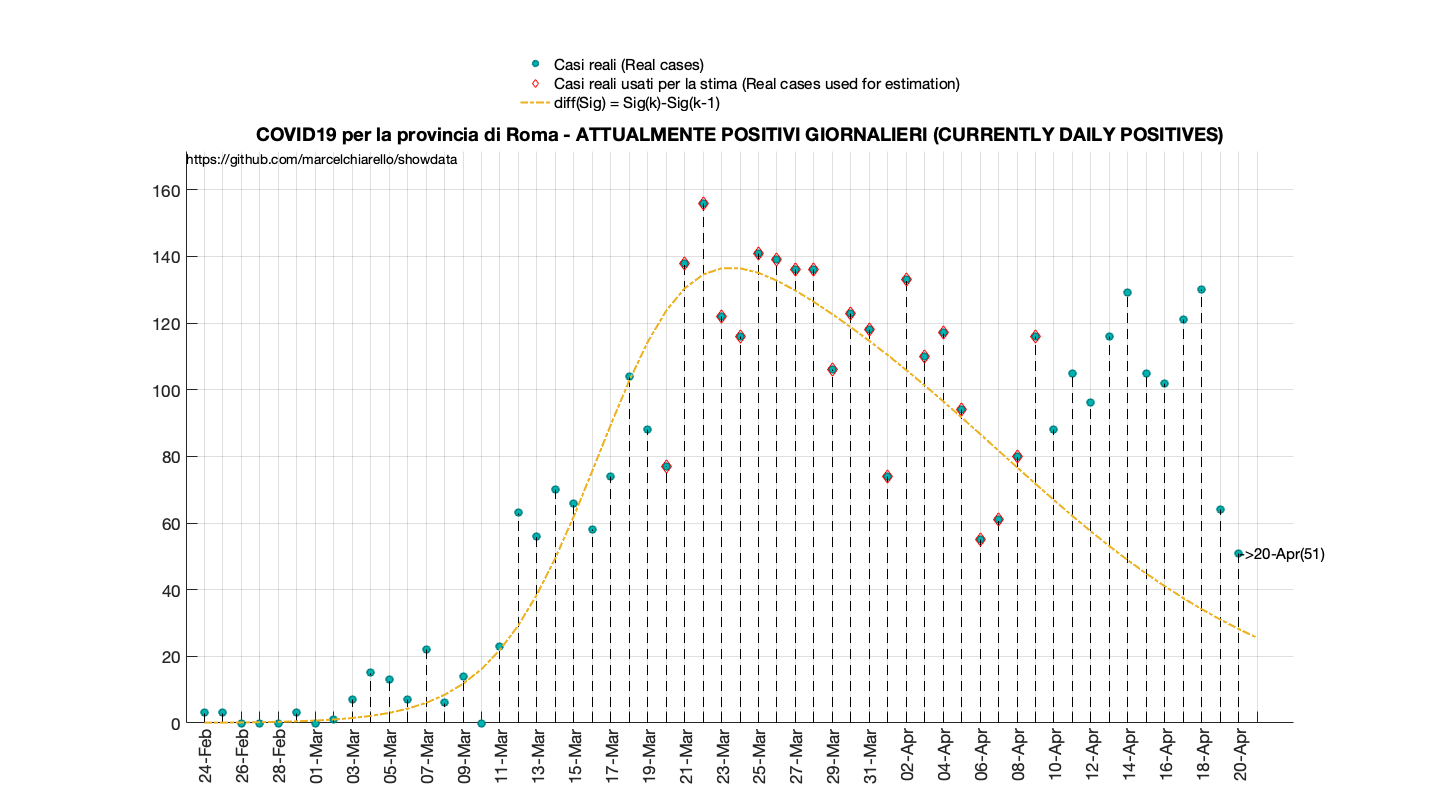 Casi reali (Real cases)
Casi reali usati per la stima (Real cases used for estimation)
diff(Sig) = Sig(k)-Sig(k-1)
COVID19 per la provincia di Roma - ATTUALMENTE POSITIVI GIORNALIERI (CURRENTLY DAILY POSITIVES)
https://github.com/marcelchiarello/showdata
160
140
120
100
80
60
40
20
0
->20-Apr(51)
24-Feb
26-Feb
28-Feb
01-Mar
03-Mar
05-Mar
07-Mar
09-Mar
11-Mar
13-Mar
15-Mar
17-Mar
19-Mar
21-Mar
23-Mar
25-Mar
27-Mar
29-Mar
31-Mar
02-Apr
04-Apr
06-Apr
08-Apr
10-Apr
12-Apr
14-Apr
16-Apr
18-Apr
20-Apr